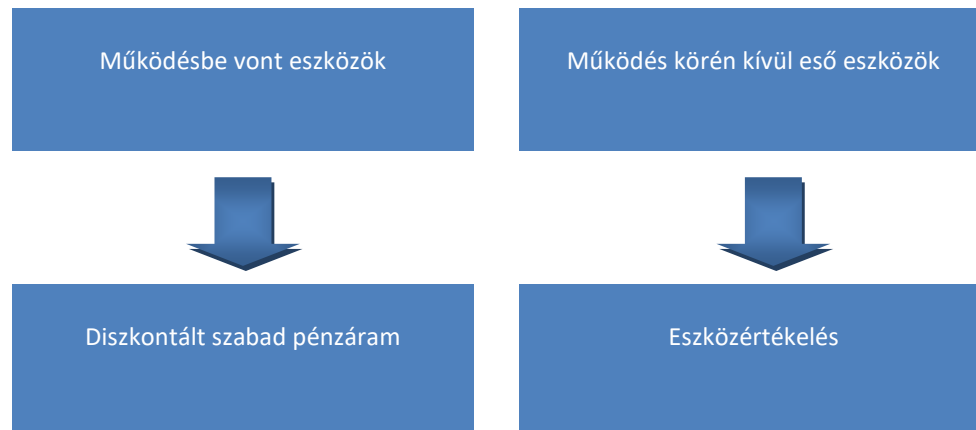 Működésbe vont eszközök
Működés körén kívül eső eszközök
Diszkontált szabad pénzáram
Eszközértékelés